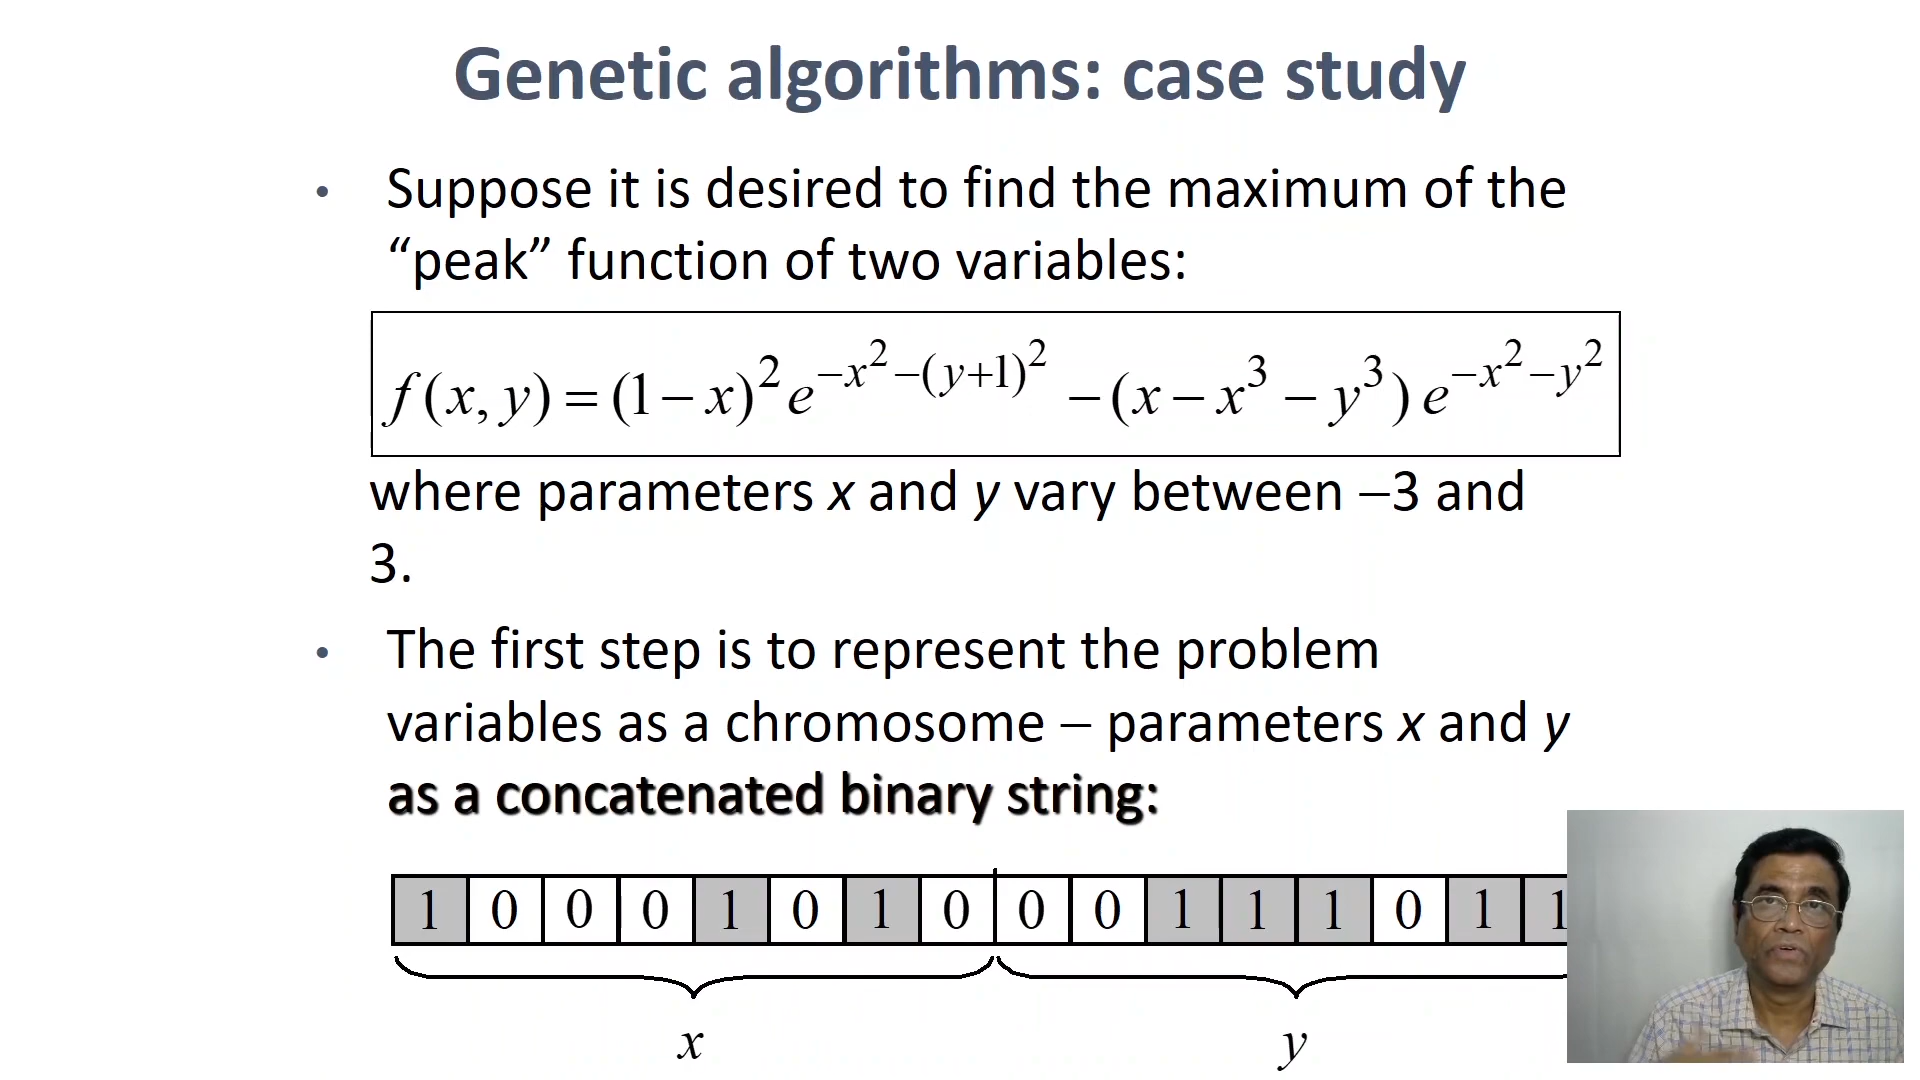 Genetic algorithms: case study
• Suppose it is desired to find the maximum of the
“peak” function of two variables:
f(x, y) = (1 − x)² e^{−x²−(y+1)²} − (x − x³ − y³) e^{−x²−y²}
where parameters x and y vary between –3 and
3.
• The first step is to represent the problem
variables as a chromosome – parameters x and y
as a concatenated binary string:
1 0 0 0 1 0 1 0 0 0 1 1 1 0 1 1
x y